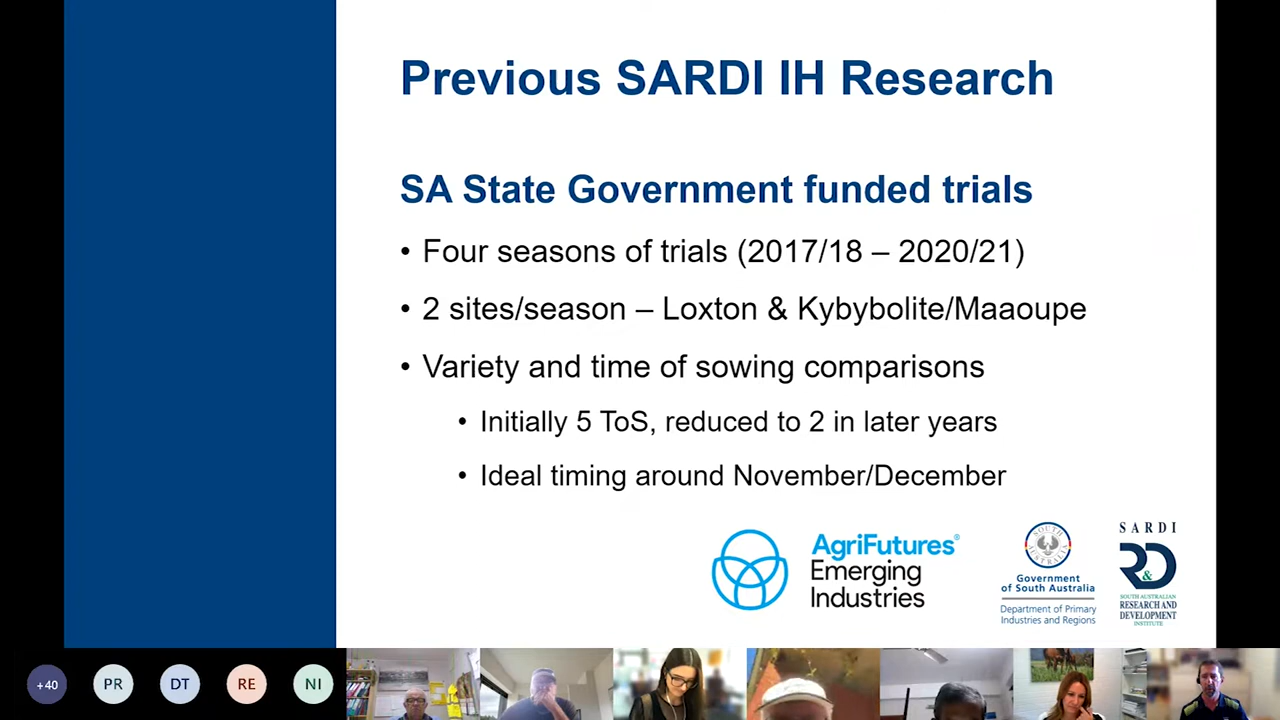 Previous SARDI IH Research
SA State Government funded trials
• Four seasons of trials (2017/18 – 2020/21)
• 2 sites/season – Loxton & Kybybolite/Maaoupe
• Variety and time of sowing comparisons
• Initially 5 ToS, reduced to 2 in later years
• Ideal timing around November/December
AgriFutures®
Emerging
Industries
SOUTH
AUSTRALIA
Government
of South Australia
Department of Primary
Industries and Regions
SARDI
R&D
SOUTH AUSTRALIAN
RESEARCH AND
DEVELOPMENT
INSTITUTE
+40
PR
DT
RE
NI